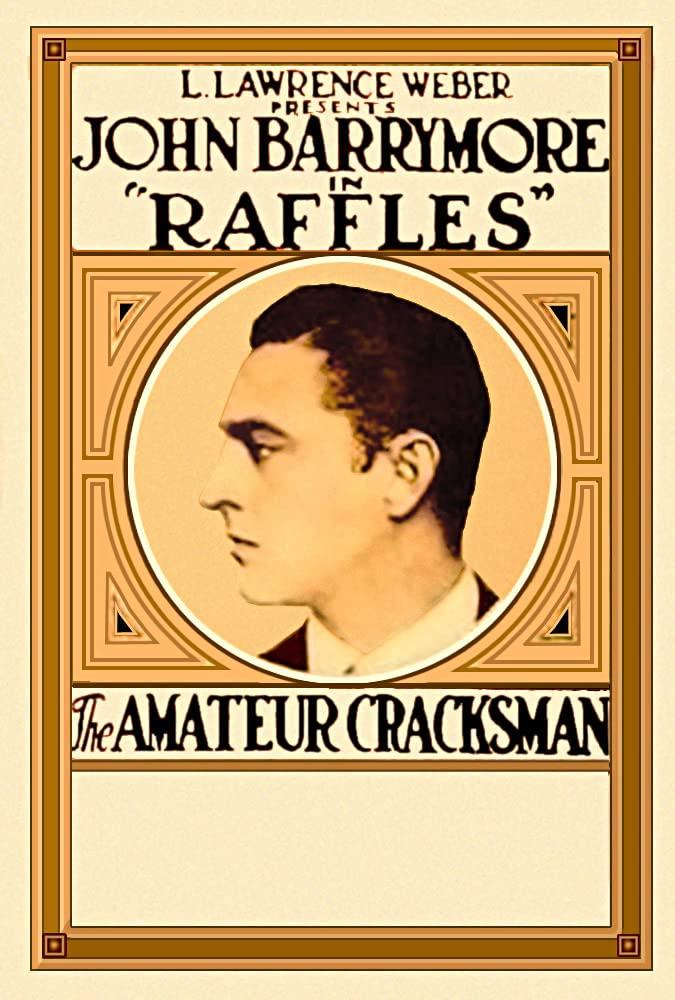 L. LAWRENCE WEBER
PRESENTS
JOHN BARRYMORE
IN
"RAFFLES"
The AMATEUR CRACKSMAN